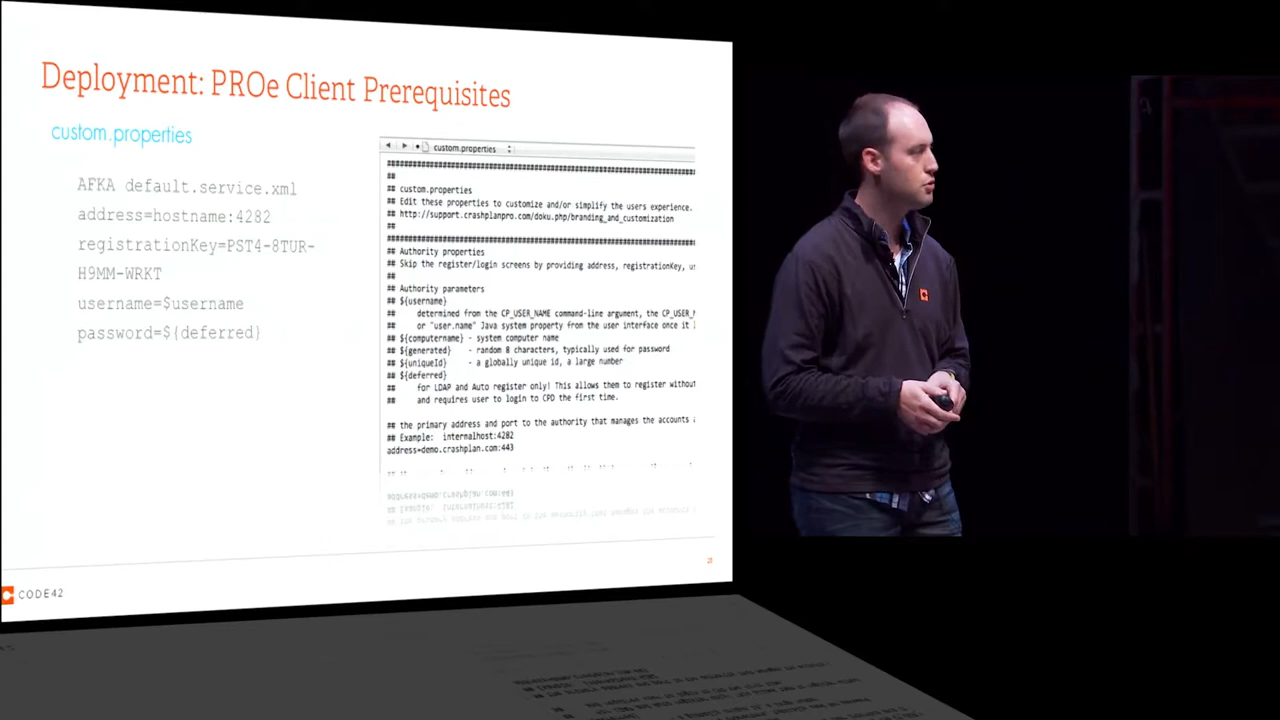 Deployment: PROe Client Prerequisites
custom.properties
AFKA default.service.xml
address=hostname:4282
registrationKey=PST4-8TUR-
H9MM-WRKT
username=$username
password=${deferred}
custom.properties
##
## custom.properties
## Edit these properties to customize and/or simplify the users experience.
## http://support.crashplanpro.com/doku.php/branding_and_customization
##
## Authority properties
## Skip the register/login screens by providing address, registrationKey,
##
## Authority parameters
## ${username}
## determined from the CP_USER_NAME command-line argument, the CP_USER_N
## or "user.name" Java system property from the user interface once it
## ${computername} - system computer name
## ${generated} - random 8 characters, typically used for password
## ${uniqueId} - a globally unique id, a large number
## ${deferred}
## for LDAP and Auto register only! This allows them to register without
## and requires user to login to CPD the first time.
## the primary address and port to the authority that manages the accounts
## Example: internalhost:4282
address=demo.crashplan.com:443
CODE42